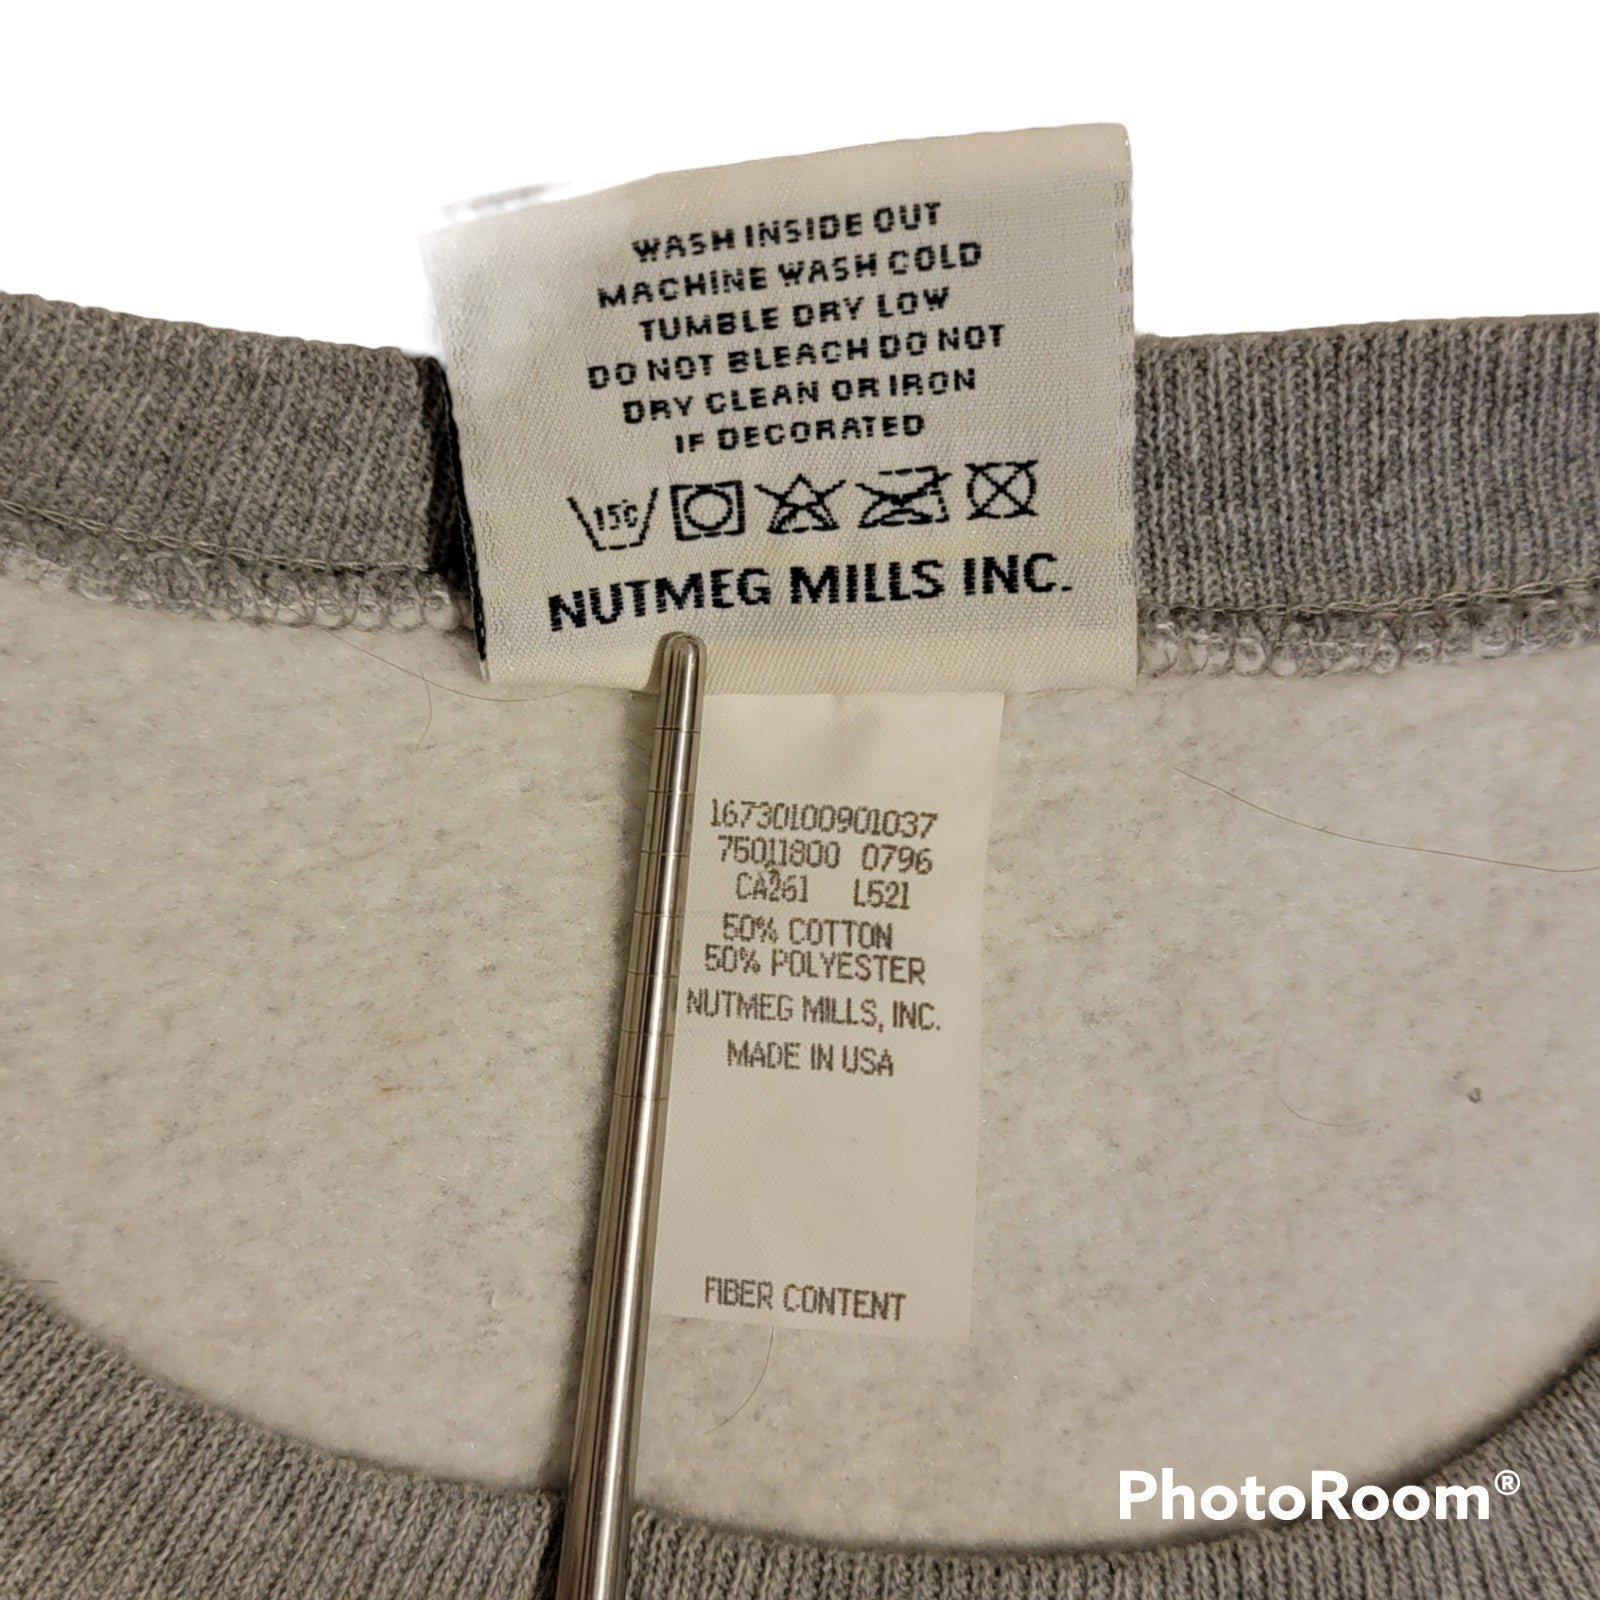 WASH INSIDE OUT
MACHINE WASH COLD
TUMBLE DRY LOW
DO NOT BLEACH DO NOT
DRY CLEAN OR IRON
IF DECORATED
15C
NUTMEG MILLS INC.
16730100901037
75011800 0796
CA261 L521
50% COTTON
50% POLYESTER
NUTMEG MILLS, INC.
MADE IN USA
FIBER CONTENT
PhotoRoom®